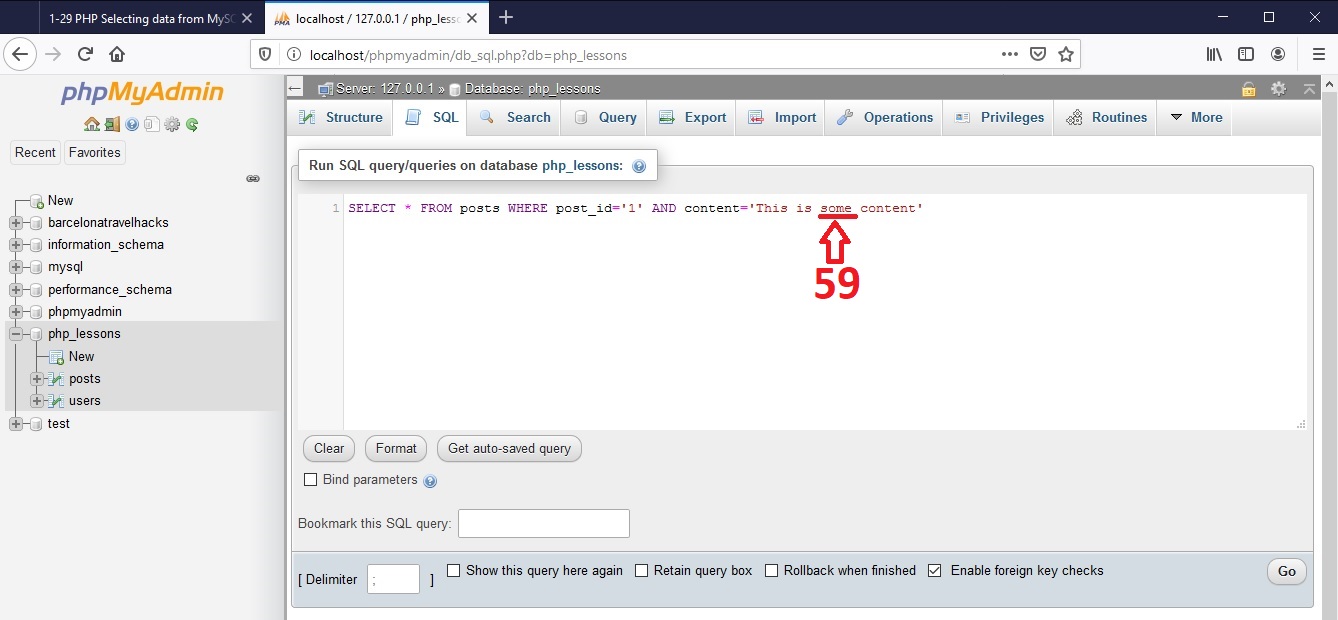 1-29 PHP Selecting data from MySQ
localhost / 127.0.0.1 / php_less
localhost/phpmyadmin/db_sql.php?db=php_lessons
phpMyAdmin
Recent Favorites
New
barcelonatravelhacks
information_schema
mysql
performance_schema
phpmyadmin
php_lessons
New
posts
users
test
Server: 127.0.0.1 » Database: php_lessons
Structure SQL Search Query Export Import Operations Privileges Routines More
Run SQL query/queries on database php_lessons:
1 SELECT * FROM posts WHERE post_id='1' AND content='This is some content'
59
Clear Format Get auto-saved query
Bind parameters
Bookmark this SQL query:
[ Delimiter ; ] Show this query here again Retain query box Rollback when finished Enable foreign key checks Go